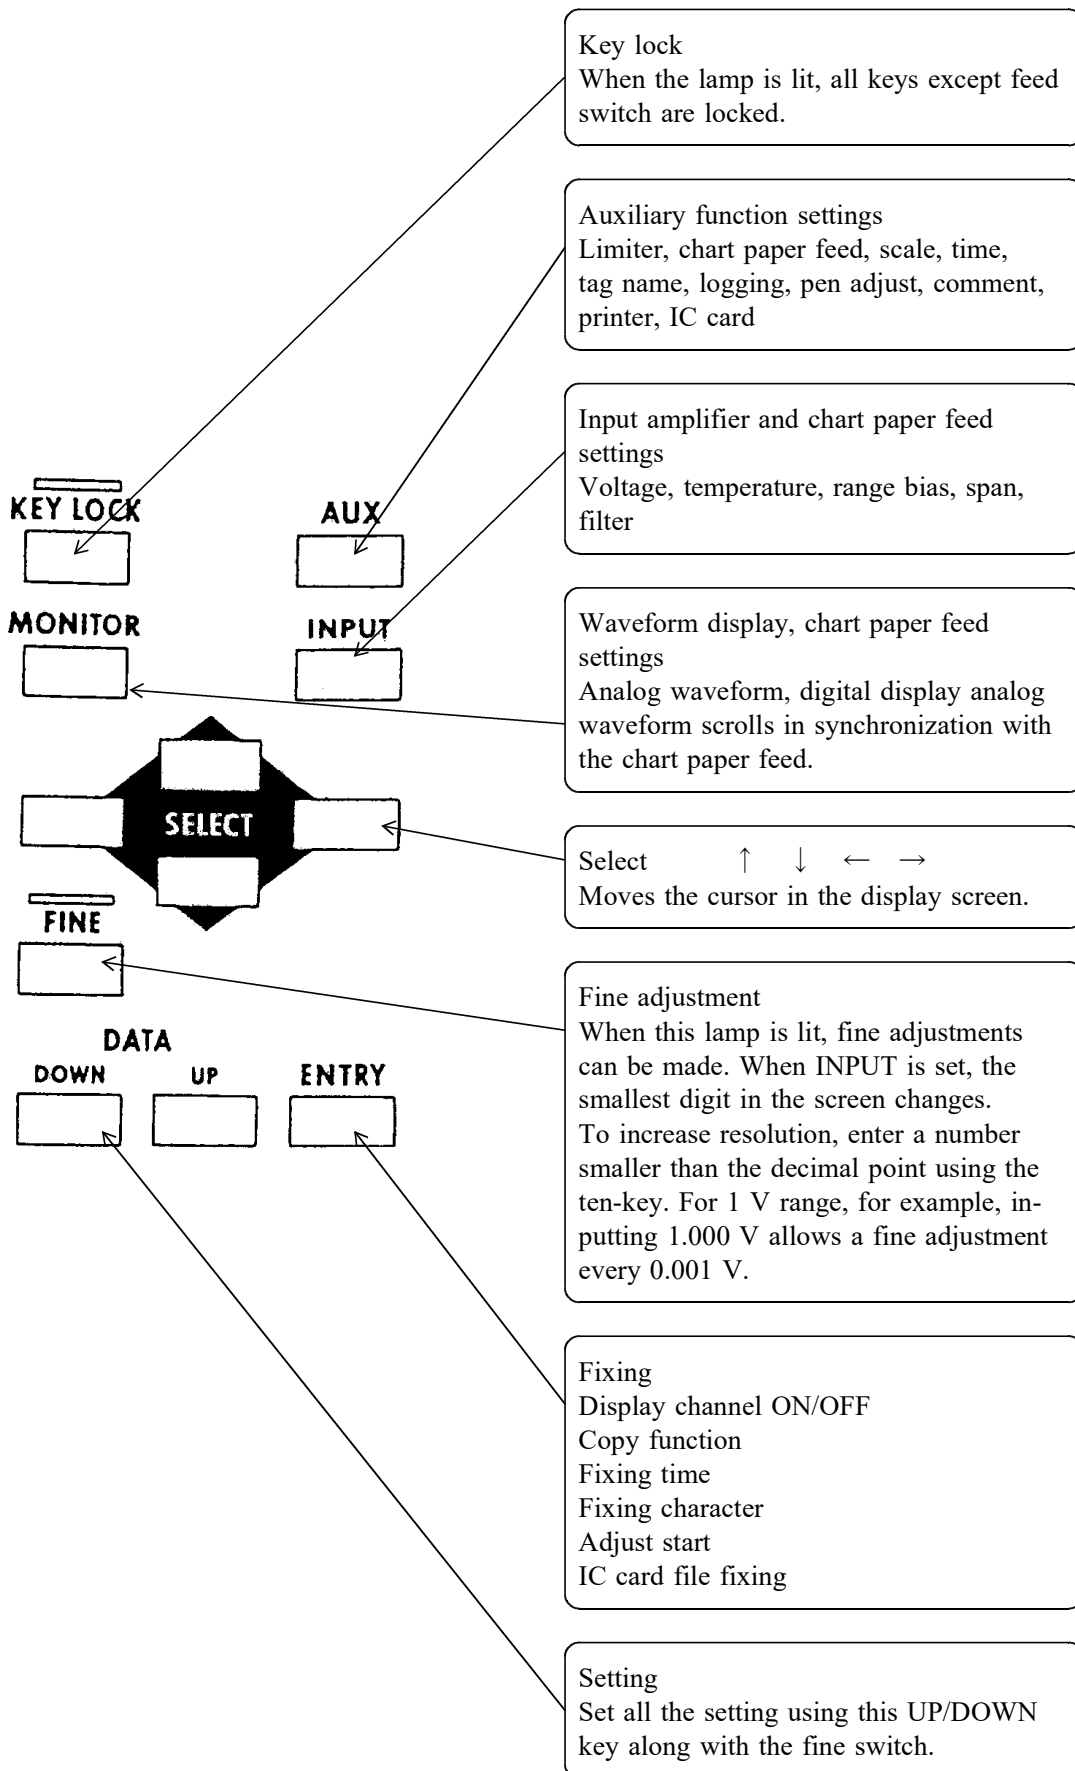 Key lock
When the lamp is lit, all keys except feed
switch are locked.
Auxiliary function settings
Limiter, chart paper feed, scale, time,
tag name, logging, pen adjust, comment,
printer, IC card
Input amplifier and chart paper feed
settings
Voltage, temperature, range bias, span,
filter
KEY LOCK
AUX
MONITOR
INPUT
Waveform display, chart paper feed
settings
Analog waveform, digital display analog
waveform scrolls in synchronization with
the chart paper feed.
SELECT
Select ↑ ↓ ← →
Moves the cursor in the display screen.
FINE
Fine adjustment
When this lamp is lit, fine adjustments
can be made. When INPUT is set, the
smallest digit in the screen changes.
To increase resolution, enter a number
smaller than the decimal point using the
ten-key. For 1 V range, for example, in-
putting 1.000 V allows a fine adjustment
every 0.001 V.
DATA
DOWN UP ENTRY
Fixing
Display channel ON/OFF
Copy function
Fixing time
Fixing character
Adjust start
IC card file fixing
Setting
Set all the setting using this UP/DOWN
key along with the fine switch.